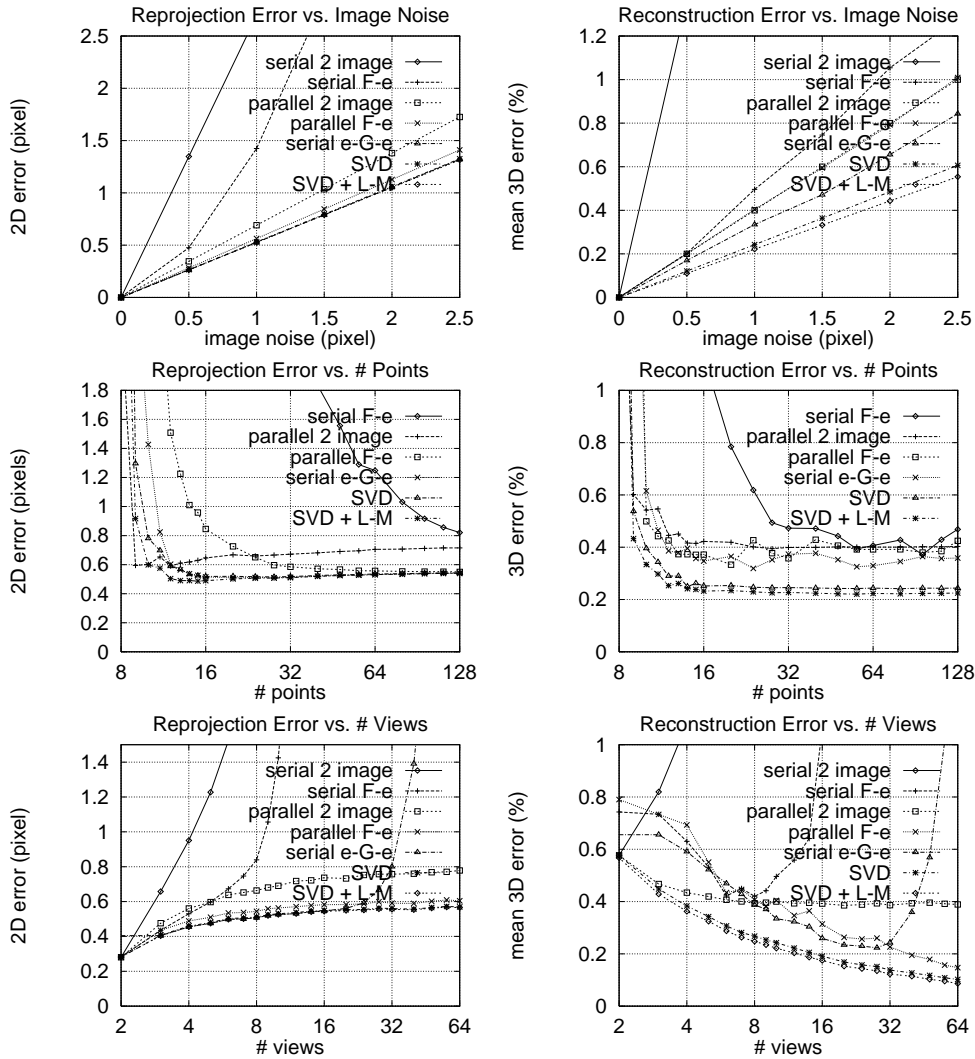 Reprojection Error vs. Image Noise
2D error (pixel)
2.5
2
1.5
1
0.5
0
serial 2 image
serial F-e
parallel 2 image
parallel F-e
serial e-G-e
SVD
SVD + L-M
0 0.5 1 1.5 2 2.5
image noise (pixel)
Reconstruction Error vs. Image Noise
mean 3D error (%)
1.2
1
0.8
0.6
0.4
0.2
0
serial 2 image
serial F-e
parallel 2 image
parallel F-e
serial e-G-e
SVD
SVD + L-M
0 0.5 1 1.5 2 2.5
image noise (pixel)
Reprojection Error vs. # Points
2D error (pixels)
1.8
1.6
1.4
1.2
1
0.8
0.6
0.4
0.2
0
serial F-e
parallel 2 image
parallel F-e
serial e-G-e
SVD
SVD + L-M
8 16 32 64 128
# points
Reconstruction Error vs. # Points
3D error (%)
1
0.8
0.6
0.4
0.2
0
serial F-e
parallel 2 image
parallel F-e
serial e-G-e
SVD
SVD + L-M
8 16 32 64 128
# points
Reprojection Error vs. # Views
2D error (pixel)
1.4
1.2
1
0.8
0.6
0.4
0.2
0
serial 2 image
serial F-e
parallel 2 image
parallel F-e
serial e-G-e
SVD
SVD + L-M
2 4 8 16 32 64
# views
Reconstruction Error vs. # Views
mean 3D error (%)
1
0.8
0.6
0.4
0.2
0
serial 2 image
serial F-e
parallel 2 image
parallel F-e
serial e-G-e
SVD
SVD + L-M
2 4 8 16 32 64
# views